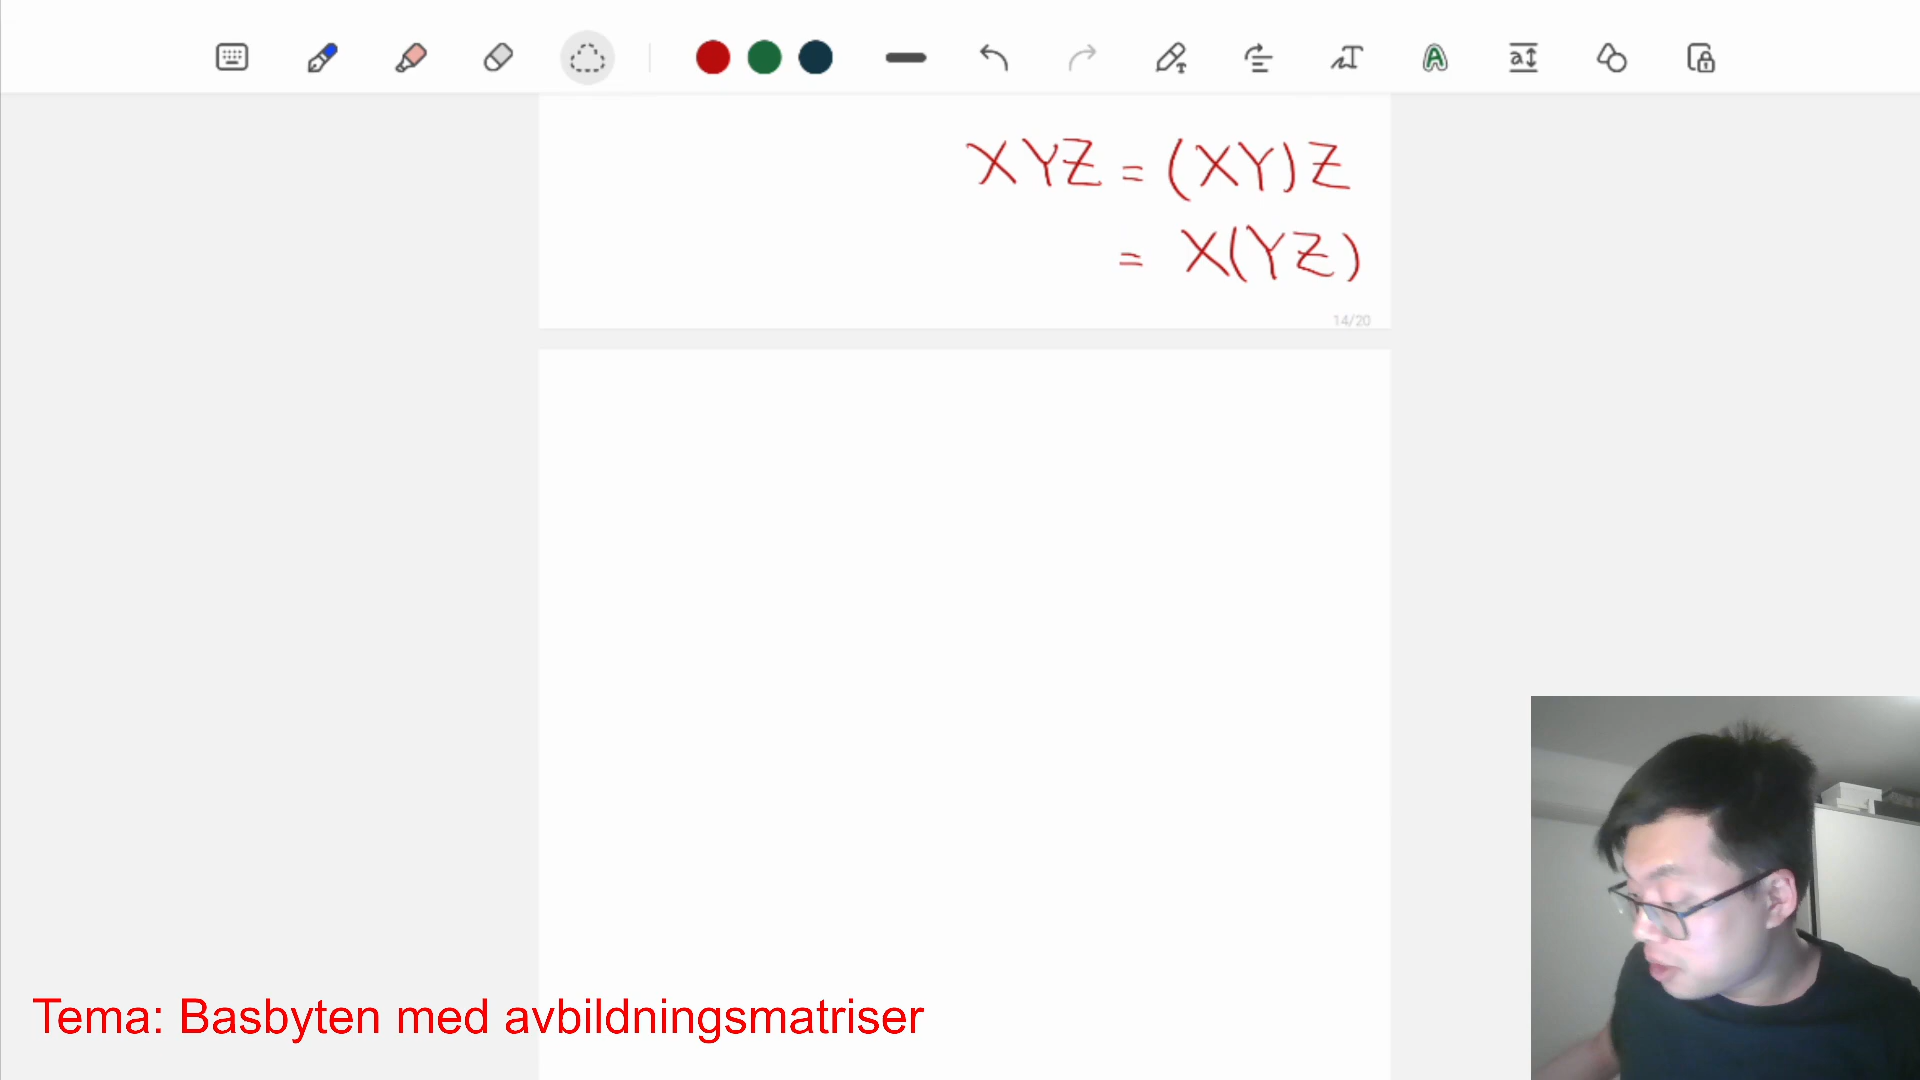 XYZ = (XY)Z
= X(YZ)
14/20
Tema: Basbyten med avbildningsmatriser